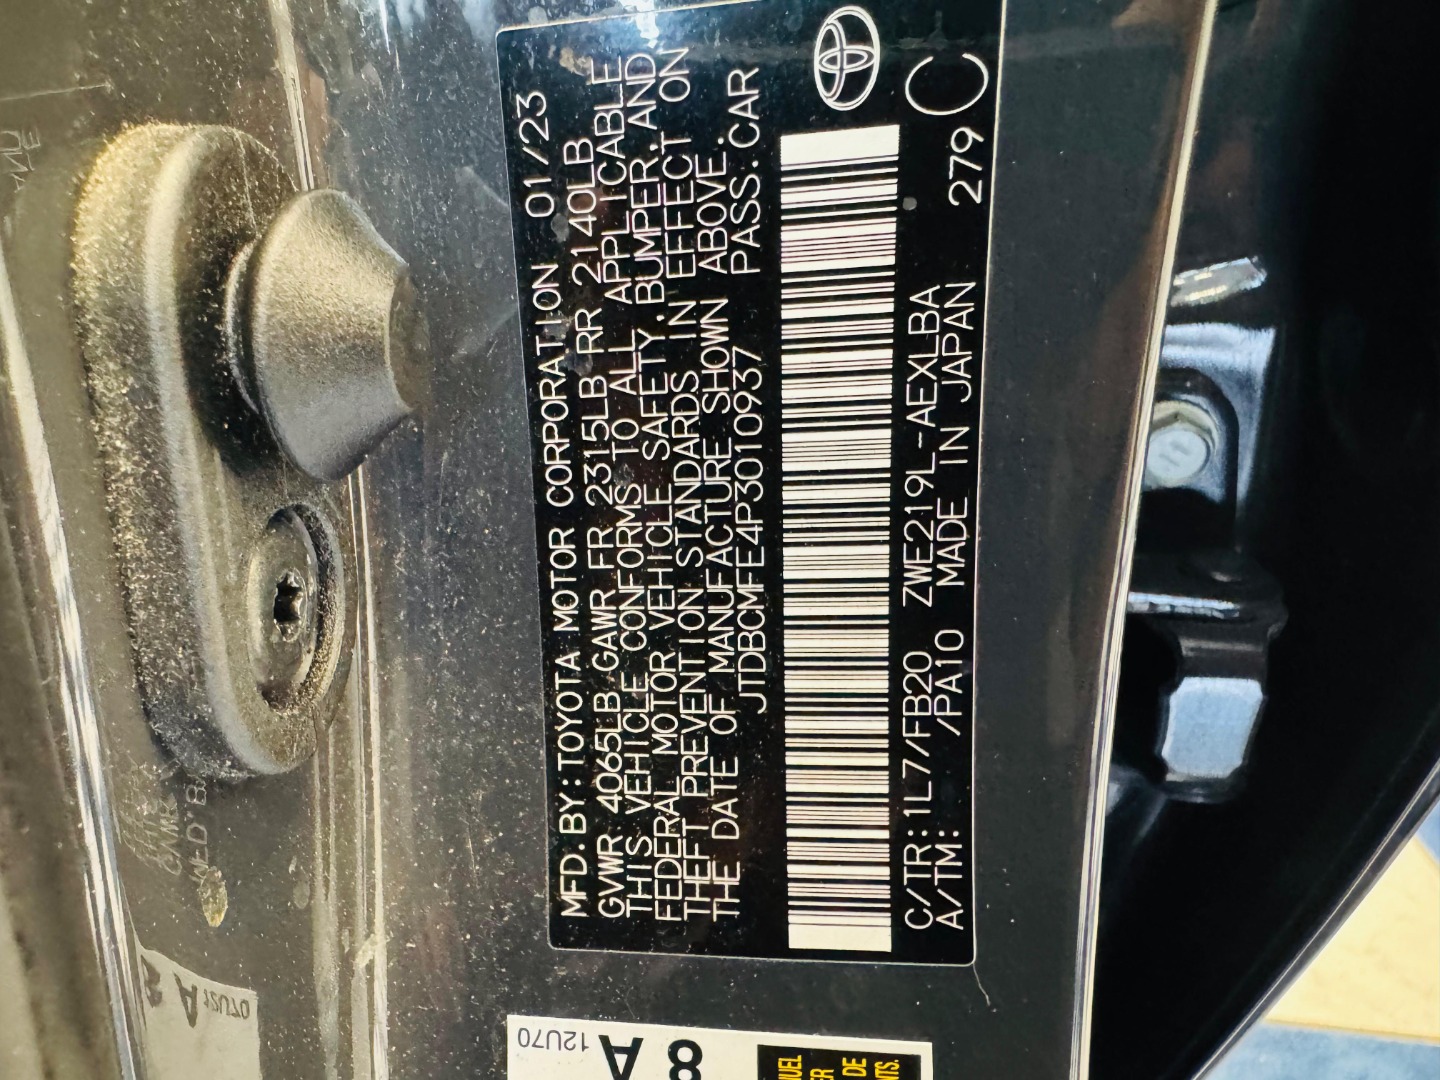 MFD.BY:TOYOTA MOTOR CORPORATION 01/23
GVWR 4065LB GAWR FR 2315LB RR 2140LB
THIS VEHICLE CONFORMS TO ALL APPLICABLE
FEDERAL MOTOR VEHICLE SAFETY,BUMPER,AND
THEFT PREVENTION STANDARDS IN EFFECT ON
THE DATE OF MANUFACTURE SHOWN ABOVE.
JTDBCMFE4P3010937 PASS.CAR
C/TR:1L7/FB20 ZWE219L-AEXLBA
A/TM: /PA10 MADE IN JAPAN 279 C
12U70
8 A
DE